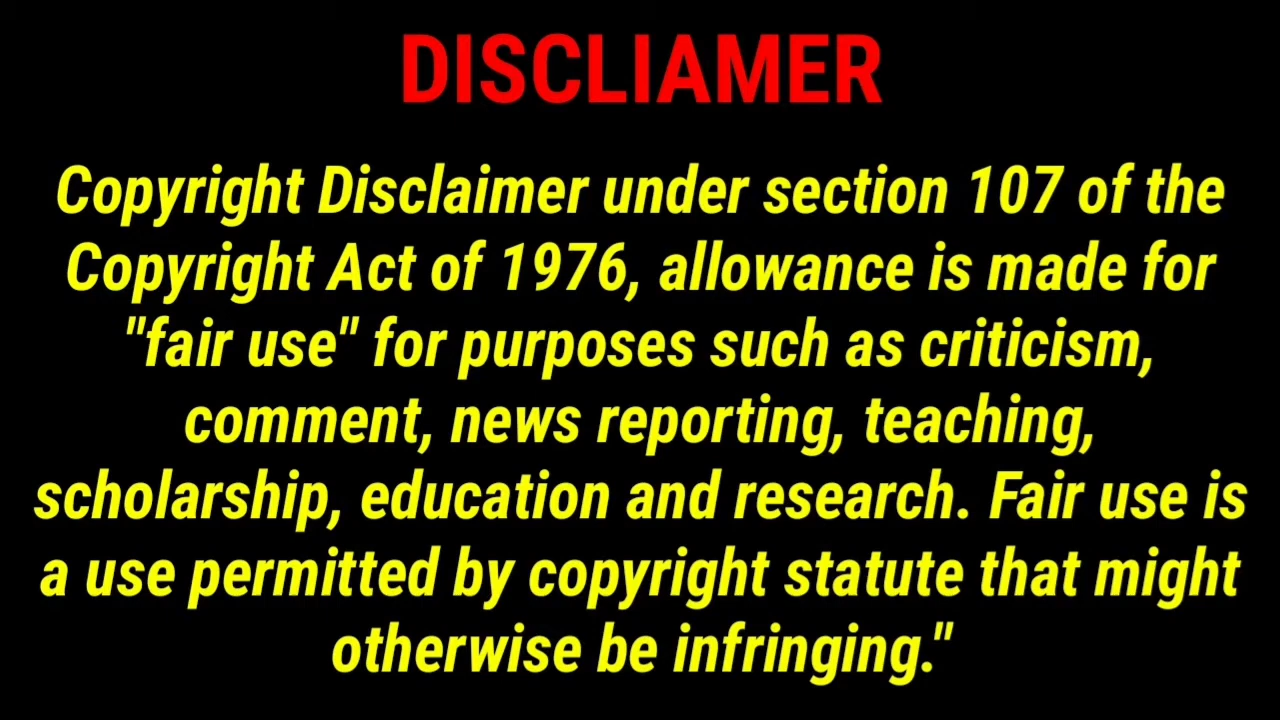 DISCLIAMER
Copyright Disclaimer under section 107 of the
Copyright Act of 1976, allowance is made for
"fair use" for purposes such as criticism,
comment, news reporting, teaching,
scholarship, education and research. Fair use is
a use permitted by copyright statute that might
otherwise be infringing."